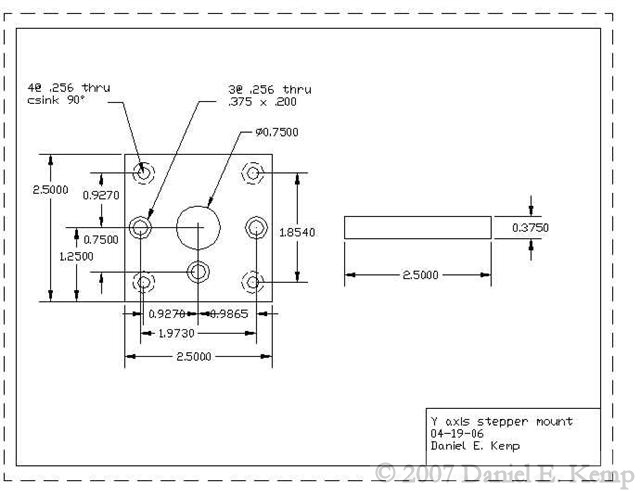 4@ .256 thru
csink 90°
3@ .256 thru
.375 x .200
ø0.7500
2.5000
0.9270
0.7500
1.2500
1.8540
0.3750
2.5000
0.9270
0.9865
1.9730
2.5000
Y axis stepper mount
04-19-06
Daniel E. Kemp
© 2007 Daniel E. Kemp